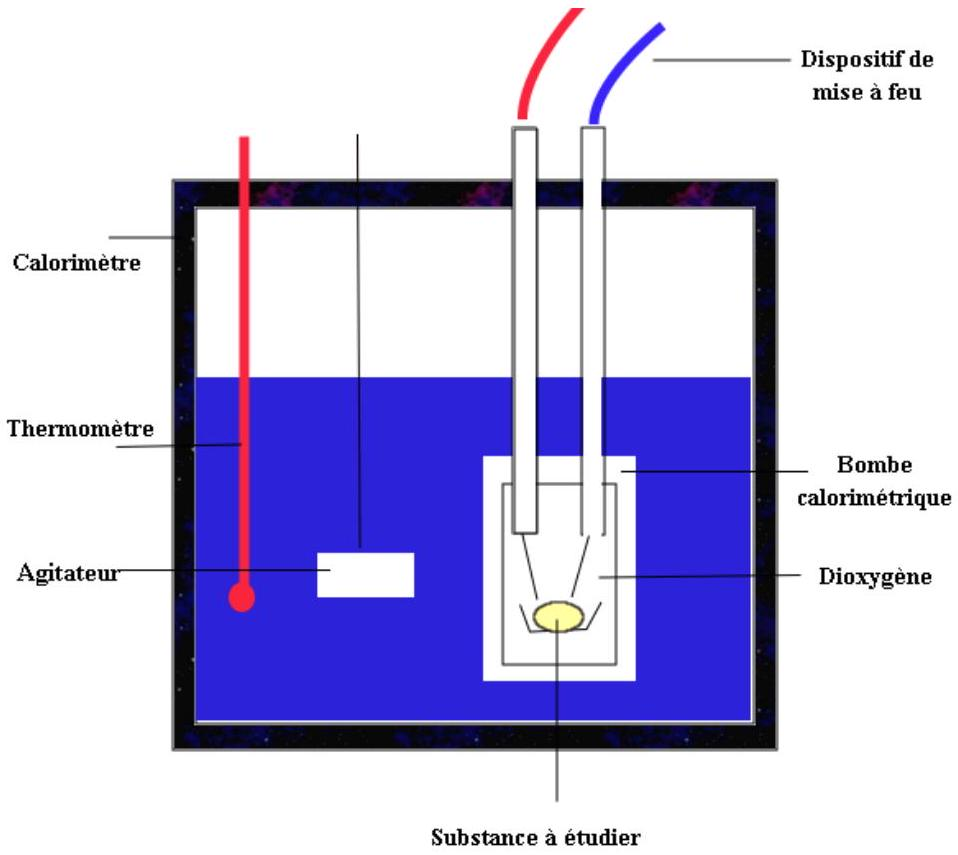 Dispositif de
mise à feu
Calorimètre
Thermomètre
Bombe
calorimétrique
Agitateur
Dioxygène
Substance à étudier